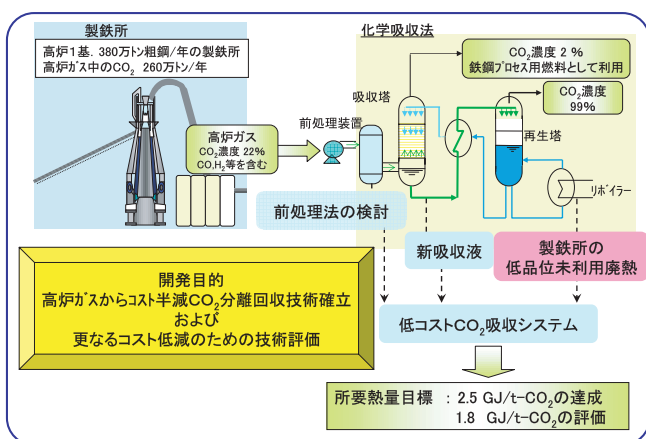 製鉄所
高炉1基．380万トン粗鋼/年の製鉄所
高炉ガス中のCO₂ 260万トン/年
高炉ガス
CO₂濃度 22%
CO,H₂等を含む
前処理装置
化学吸収法
吸収塔
CO₂濃度 2 %
鉄鋼プロセス用燃料として利用
CO₂濃度
99%
再生塔
ﾘﾎﾞｲﾗー
前処理法の検討
新吸収液
製鉄所の
低品位未利用廃熱
開発目的
高炉ｶﾞｽからｺｽﾄ半減CO₂分離回収技術確立
および
更なるコスト低減のための技術評価
低コストCO₂吸収システム
所要熱量目標 ：2.5 GJ/t-CO₂の達成
1.8 GJ/t-CO₂の評価